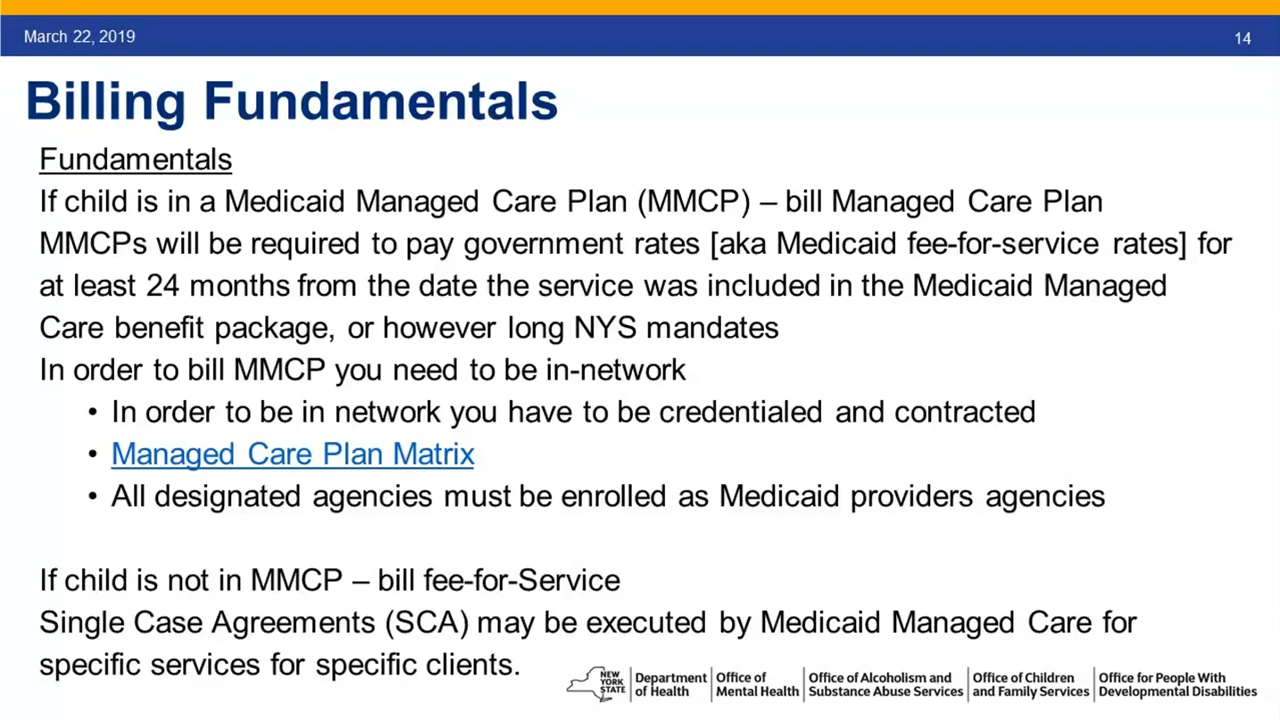 March 22, 2019
14
Billing Fundamentals
Fundamentals
If child is in a Medicaid Managed Care Plan (MMCP) – bill Managed Care Plan
MMCPs will be required to pay government rates [aka Medicaid fee-for-service rates] for
at least 24 months from the date the service was included in the Medicaid Managed
Care benefit package, or however long NYS mandates
In order to bill MMCP you need to be in-network
• In order to be in network you have to be credentialed and contracted
• Managed Care Plan Matrix
• All designated agencies must be enrolled as Medicaid providers agencies
If child is not in MMCP – bill fee-for-Service
Single Case Agreements (SCA) may be executed by Medicaid Managed Care for
specific services for specific clients.
NEW
YORK
STATE
Department
of Health
Office of
Mental Health
Office of Alcoholism and
Substance Abuse Services
Office of Children
and Family Services
Office for People With
Developmental Disabilities